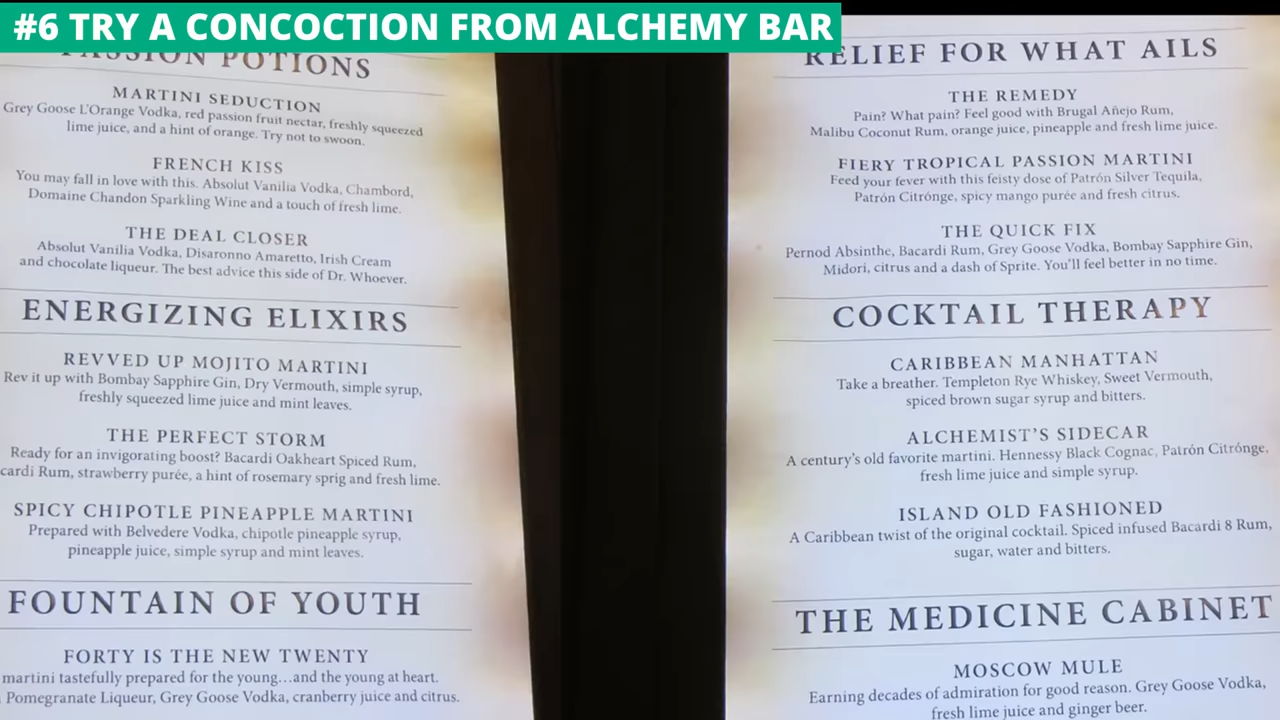 #6 TRY A CONCOCTION FROM ALCHEMY BAR
PASSION POTIONS
MARTINI SEDUCTION
Grey Goose L'Orange Vodka, red passion fruit nectar, freshly squeezed
lime juice, and a hint of orange. Try not to swoon.
FRENCH KISS
You may fall in love with this. Absolut Vanilia Vodka, Chambord,
Domaine Chandon Sparkling Wine and a touch of fresh lime.
THE DEAL CLOSER
Absolut Vanilia Vodka, Disaronno Amaretto, Irish Cream
and chocolate liqueur. The best advice this side of Dr. Whoever.
ENERGIZING ELIXIRS
REVVED UP MOJITO MARTINI
Rev it up with Bombay Sapphire Gin, Dry Vermouth, simple syrup,
freshly squeezed lime juice and mint leaves.
THE PERFECT STORM
Ready for an invigorating boost? Bacardi Oakheart Spiced Rum,
cardi Rum, strawberry purée, a hint of rosemary sprig and fresh lime.
SPICY CHIPOTLE PINEAPPLE MARTINI
Prepared with Belvedere Vodka, chipotle pineapple syrup,
pineapple juice, simple syrup and mint leaves.
FOUNTAIN OF YOUTH
FORTY IS THE NEW TWENTY
martini tastefully prepared for the young...and the young at heart.
Pomegranate Liqueur, Grey Goose Vodka, cranberry juice and citrus.
RELIEF FOR WHAT AILS
THE REMEDY
Pain? What pain? Feel good with Brugal Añejo Rum,
Malibu Coconut Rum, orange juice, pineapple and fresh lime juice.
FIERY TROPICAL PASSION MARTINI
Feed your fever with this feisty dose of Patrón Silver Tequila,
Patrón Citrónge, spicy mango purée and fresh citrus.
THE QUICK FIX
Pernod Absinthe, Bacardi Rum, Grey Goose Vodka, Bombay Sapphire Gin,
Midori, citrus and a dash of Sprite. You'll feel better in no time.
COCKTAIL THERAPY
CARIBBEAN MANHATTAN
Take a breather. Templeton Rye Whiskey, Sweet Vermouth,
spiced brown sugar syrup and bitters.
ALCHEMIST'S SIDECAR
A century's old favorite martini. Hennessy Black Cognac, Patrón Citrónge,
fresh lime juice and simple syrup.
ISLAND OLD FASHIONED
A Caribbean twist of the original cocktail. Spiced infused Bacardi 8 Rum,
sugar, water and bitters.
THE MEDICINE CABINET
MOSCOW MULE
Earning decades of admiration for good reason. Grey Goose Vodka,
fresh lime juice and ginger beer.